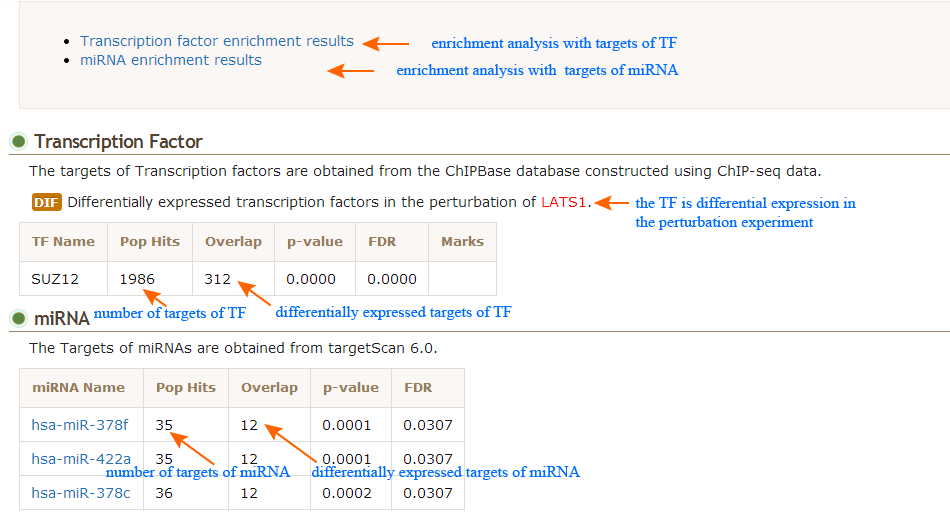 Transcription factor enrichment results
enrichment analysis with targets of TF
miRNA enrichment results
enrichment analysis with targets of miRNA
Transcription Factor
The targets of Transcription factors are obtained from the ChIPBase database constructed using ChIP-seq data.
DIF Differentially expressed transcription factors in the perturbation of LATS1.
the TF is differential expression in
the perturbation experiment
TF Name Pop Hits Overlap p-value FDR Marks
SUZ12 1986 312 0.0000 0.0000
number of targets of TF
differentially expressed targets of TF
miRNA
The Targets of miRNAs are obtained from targetScan 6.0.
miRNA Name Pop Hits Overlap p-value FDR
hsa-miR-378f 35 12 0.0001 0.0307
hsa-miR-422a 35 12 0.0001 0.0307
number of targets of miRNA
differentially expressed targets of miRNA
hsa-miR-378c 36 12 0.0002 0.0307